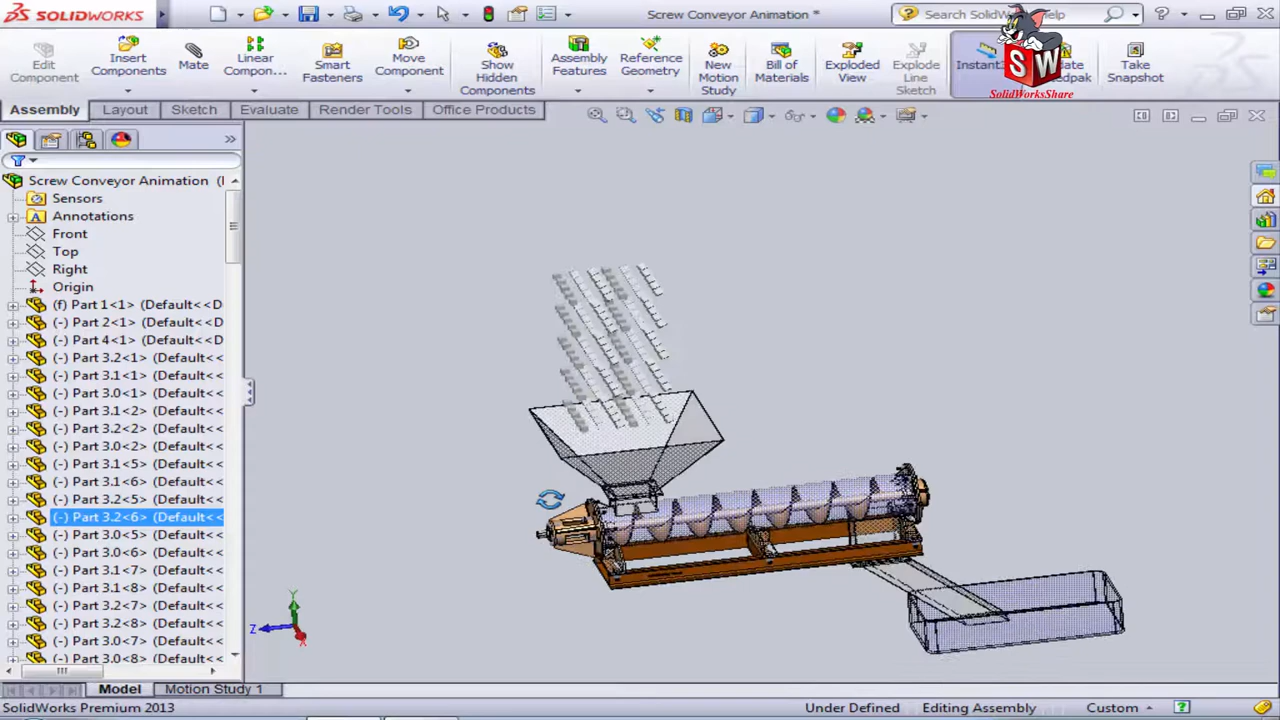 SOLIDWORKS
Screw Conveyor Animation *
Edit Component
Insert Components
Mate
Linear Compon...
Smart Fasteners
Move Component
Show Hidden Components
Assembly Features
Reference Geometry
New Motion Study
Bill of Materials
Exploded View
Explode Line Sketch
Take Snapshot
SW
SolidWorksShare
Assembly
Layout
Sketch
Evaluate
Render Tools
Office Products
Screw Conveyor Animation
Sensors
Annotations
Front
Top
Right
Origin
(f) Part 1<1> (Default<<D
(-) Part 2<1> (Default<<D
(-) Part 4<1> (Default<<D
(-) Part 3.2<1> (Default<
(-) Part 3.1<1> (Default<
(-) Part 3.0<1> (Default<
(-) Part 3.1<2> (Default<
(-) Part 3.2<2> (Default<
(-) Part 3.0<2> (Default<
(-) Part 3.1<5> (Default<
(-) Part 3.1<6> (Default<
(-) Part 3.2<5> (Default<
(-) Part 3.2<6> (Default<
(-) Part 3.0<5> (Default<
(-) Part 3.0<6> (Default<
(-) Part 3.1<7> (Default<
(-) Part 3.1<8> (Default<
(-) Part 3.2<7> (Default<
(-) Part 3.2<8> (Default<
(-) Part 3.0<7> (Default<
(-) Part 3.0<8> (Default<
Y
Z
X
Model
Motion Study 1
SolidWorks Premium 2013
Under Defined
Editing Assembly
Custom